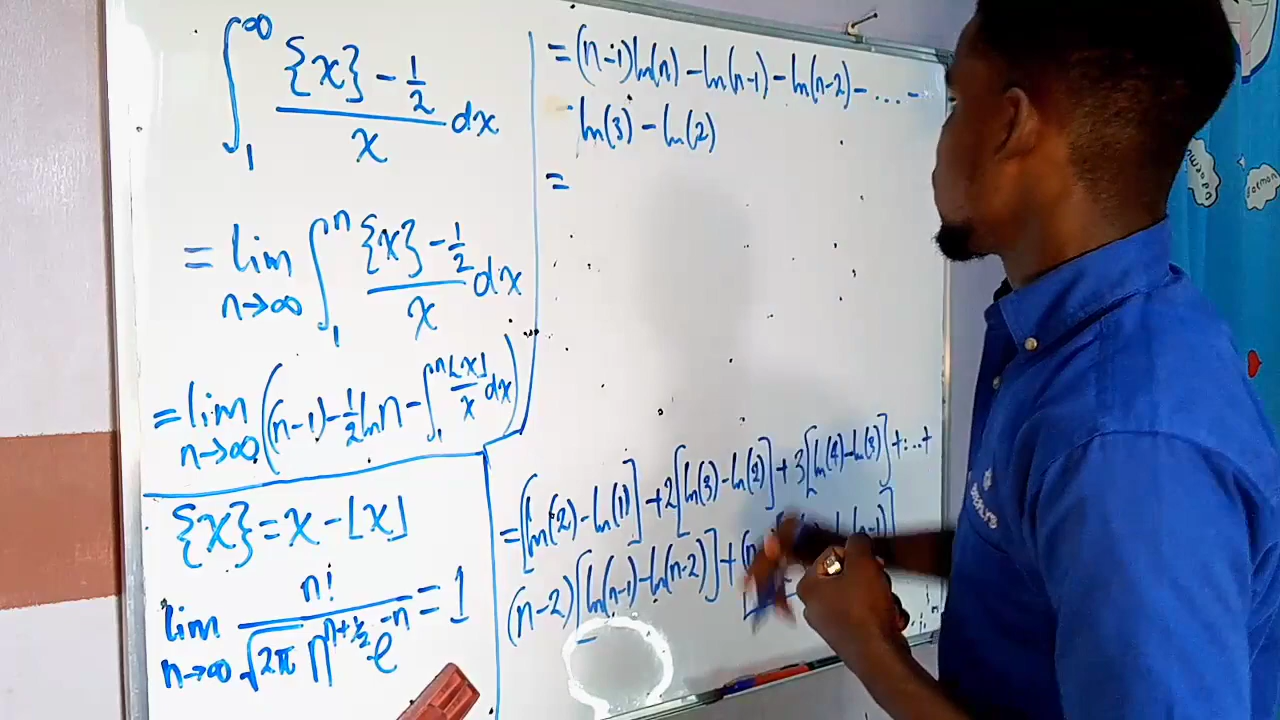 ∫₁^∞ ({x} - 1/2)/x dx
= lim n→∞ ∫₁ⁿ ({x} - 1/2)/x dx
= lim n→∞ ((n-1) - 1/2 ln n - ∫₁ⁿ ⌊x⌋/x dx)
{x} = x - ⌊x⌋
lim n→∞ n!/(√2π n^(n+1/2) e^(-n)) = 1
= (n-1)ln(n) - ln(n-1) - ln(n-2) - ... -
ln(3) - ln(2)
=
= [ln(2) - ln(1)] + 2[ln(3) - ln(2)] + 3[ln(4) - ln(3)] + ... +
(n-2)[ln(n-1) - ln(n-2)] + (n ln(n-1)]